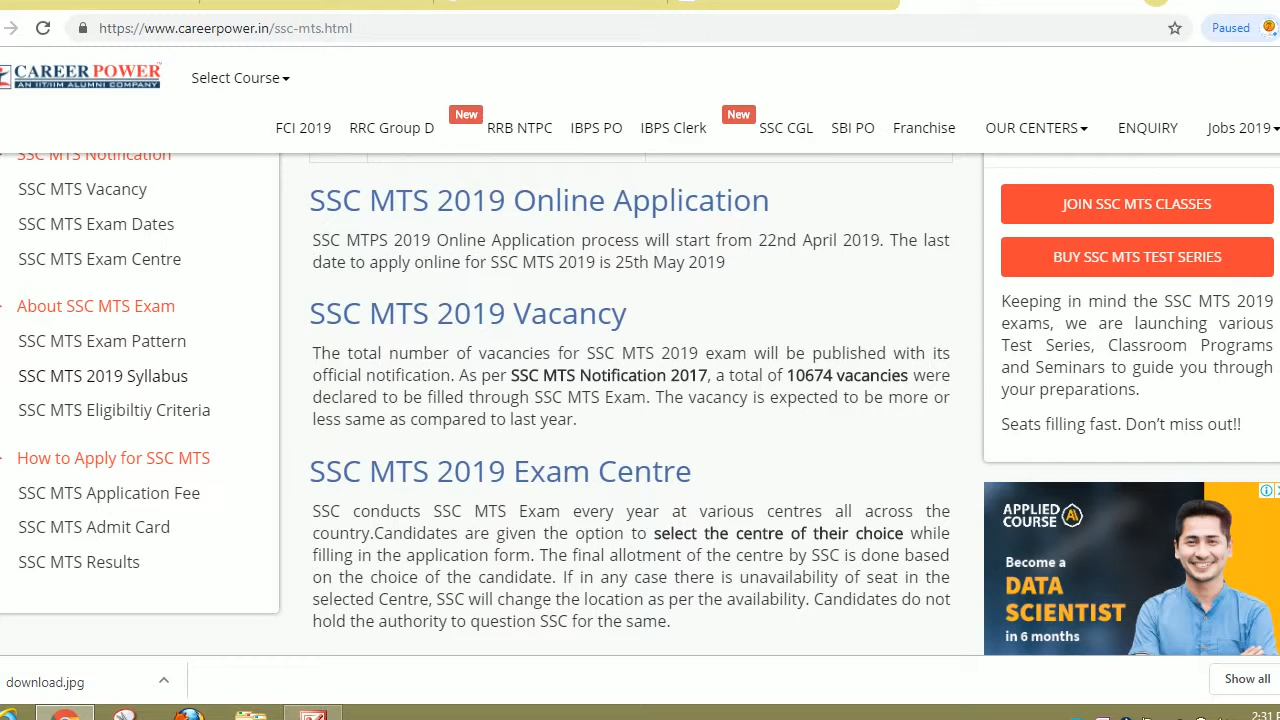 https://www.careerpower.in/ssc-mts.html
Paused
CAREER POWER
AN IIT/IIM ALUMNI COMPANY
Select Course
New
New
FCI 2019
RRC Group D
RRB NTPC
IBPS PO
IBPS Clerk
SSC CGL
SBI PO
Franchise
OUR CENTERS
ENQUIRY
Jobs 2019
SSC MTS Notification
SSC MTS Vacancy
SSC MTS Exam Dates
SSC MTS Exam Centre
About SSC MTS Exam
SSC MTS Exam Pattern
SSC MTS 2019 Syllabus
SSC MTS Eligibiltiy Criteria
How to Apply for SSC MTS
SSC MTS Application Fee
SSC MTS Admit Card
SSC MTS Results
SSC MTS 2019 Online Application
SSC MTPS 2019 Online Application process will start from 22nd April 2019. The last
date to apply online for SSC MTS 2019 is 25th May 2019
SSC MTS 2019 Vacancy
The total number of vacancies for SSC MTS 2019 exam will be published with its
official notification. As per SSC MTS Notification 2017, a total of 10674 vacancies were
declared to be filled through SSC MTS Exam. The vacancy is expected to be more or
less same as compared to last year.
SSC MTS 2019 Exam Centre
SSC conducts SSC MTS Exam every year at various centres all across the
country.Candidates are given the option to select the centre of their choice while
filling in the application form. The final allotment of the centre by SSC is done based
on the choice of the candidate. If in any case there is unavailability of seat in the
selected Centre, SSC will change the location as per the availability. Candidates do not
hold the authority to question SSC for the same.
JOIN SSC MTS CLASSES
BUY SSC MTS TEST SERIES
Keeping in mind the SSC MTS 2019
exams, we are launching various
Test Series, Classroom Programs
and Seminars to guide you through
your preparations.
Seats filling fast. Don't miss out!!
APPLIED
COURSE
Become a
DATA
SCIENTIST
in 6 months
download.jpg
Show all
2:31